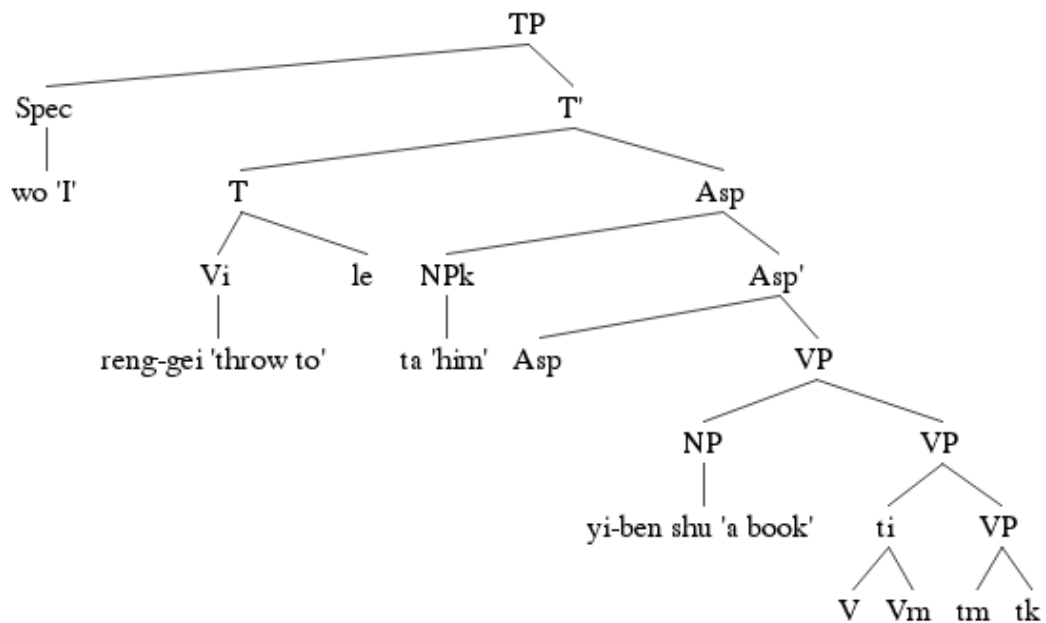 TP
Spec T'
wo 'I' T Asp
Vi le NPk Asp'
reng-gei 'throw to' ta 'him' Asp VP
NP VP
yi-ben shu 'a book' ti VP
V Vm tm tk